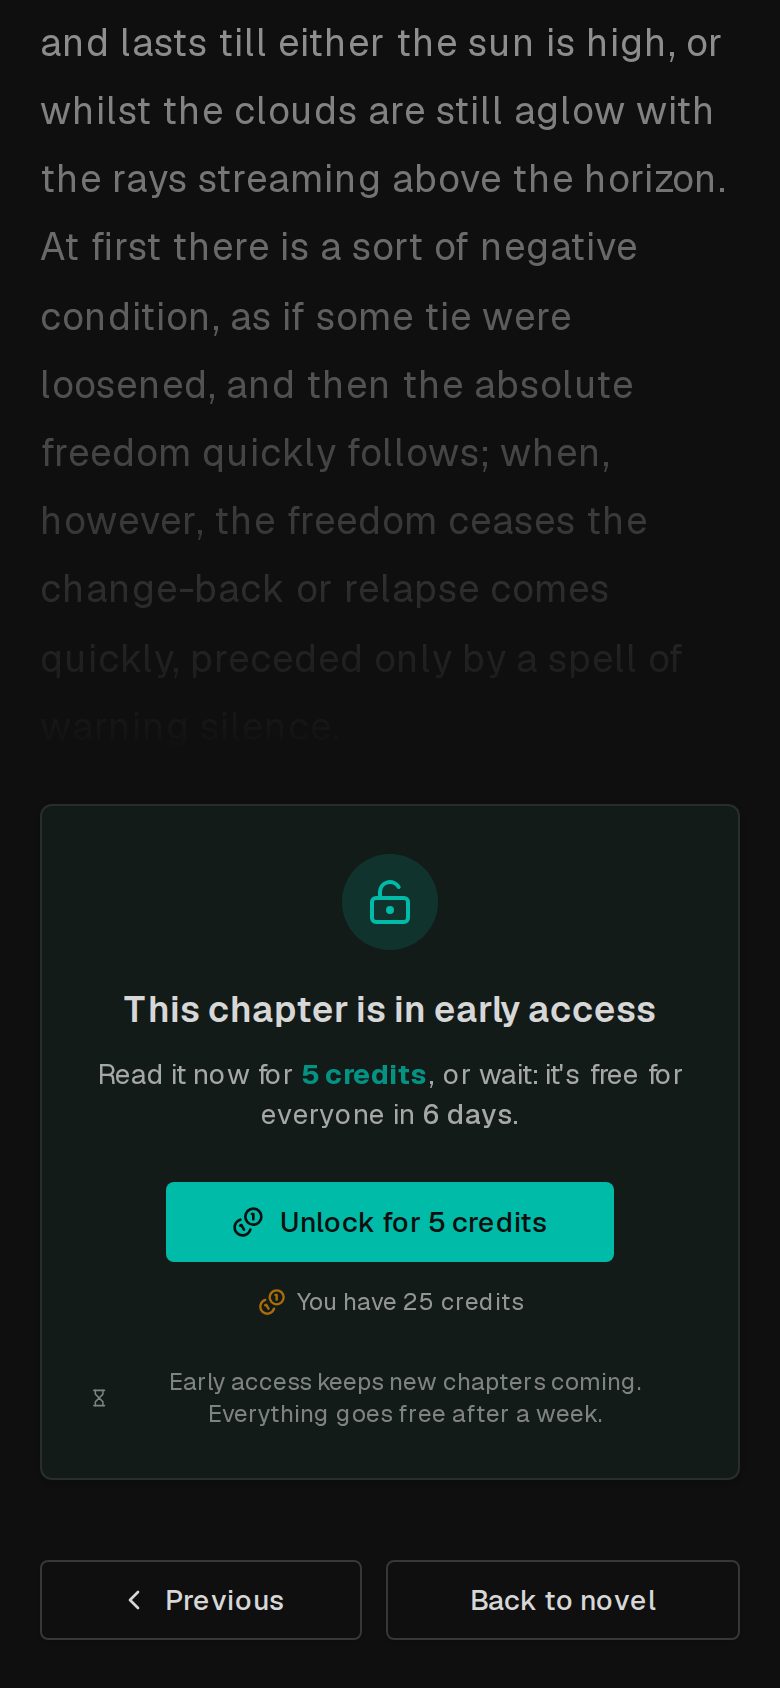 and lasts till either the sun is high, or
whilst the clouds are still aglow with
the rays streaming above the horizon.
At first there is a sort of negative
condition, as if some tie were
loosened, and then the absolute
freedom quickly follows; when,
however, the freedom ceases the
change-back or relapse comes
quickly, preceded only by a spell of
warning silence.
This chapter is in early access
Read it now for 5 credits, or wait: it's free for
everyone in 6 days.
Unlock for 5 credits
You have 25 credits
Early access keeps new chapters coming.
Everything goes free after a week.
Previous
Back to novel